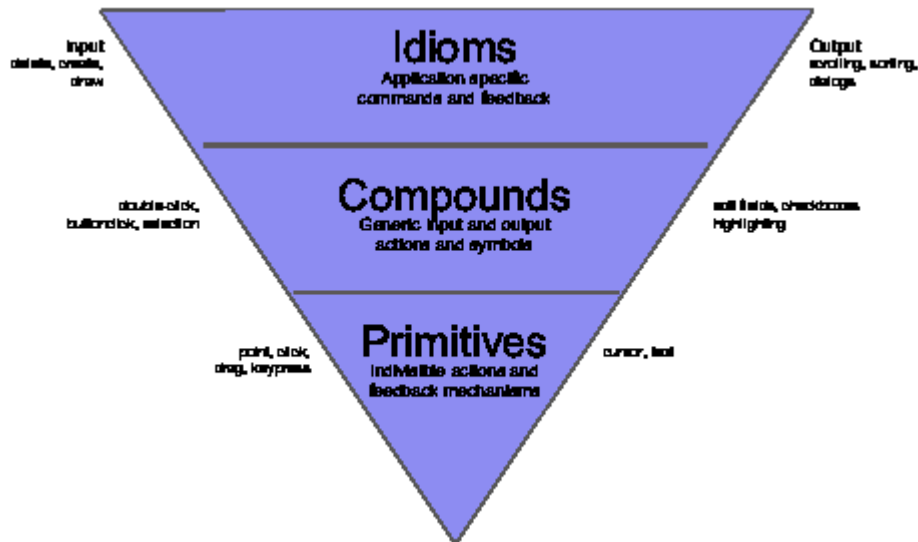 Input
delete, create,
draw
Idioms
Application specific
commands and feedback
Output
scrolling, sorting,
dialogs
double-click,
buttonclick, selection
Compounds
Generic input and output
actions and symbols
edit fields, checkboxes
highlighting
point, click,
drag, keypress
Primitives
Indivisible actions and
feedback mechanisms
cursor, text